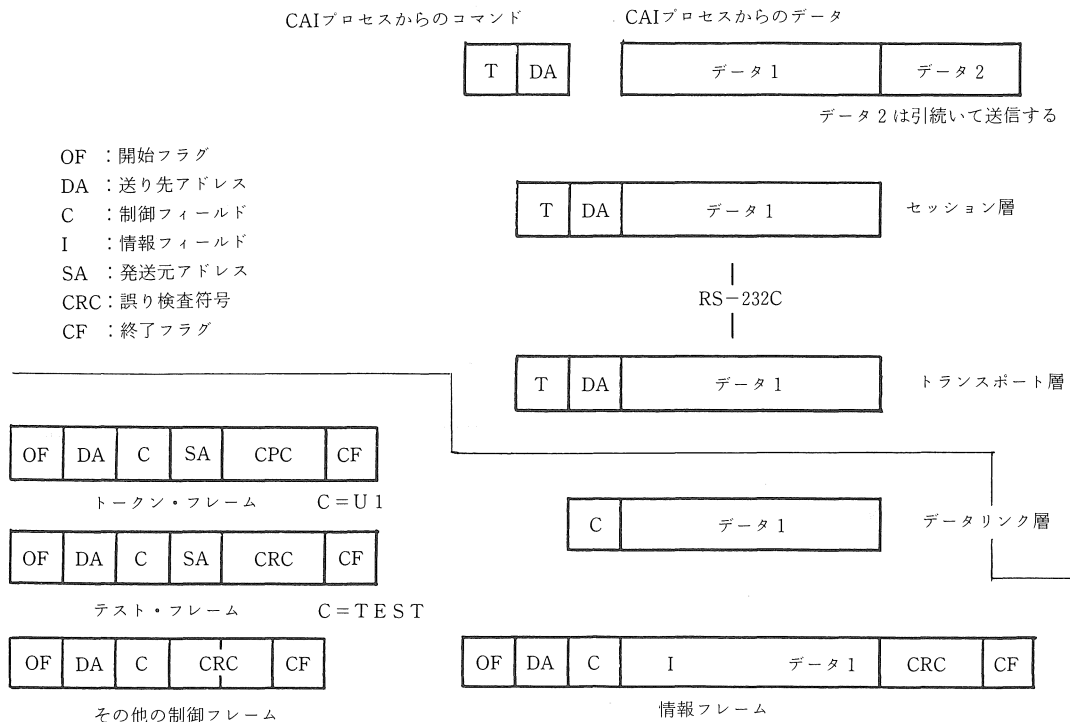 CAIプロセスからのコマンド
CAIプロセスからのデータ
T DA
データ1 データ2
データ2は引続いて送信する
OF :開始フラグ
DA :送り先アドレス
C :制御フィールド
I :情報フィールド
SA :発送元アドレス
CRC:誤り検査符号
CF :終了フラグ
T DA データ1 セッション層
RS-232C
T DA データ1 トランスポート層
OF DA C SA CPC CF
トークン・フレーム C=U1
C データ1 データリンク層
OF DA C SA CRC CF
テスト・フレーム C=TEST
OF DA C CRC CF
その他の制御フレーム
OF DA C I データ1 CRC CF
情報フレーム